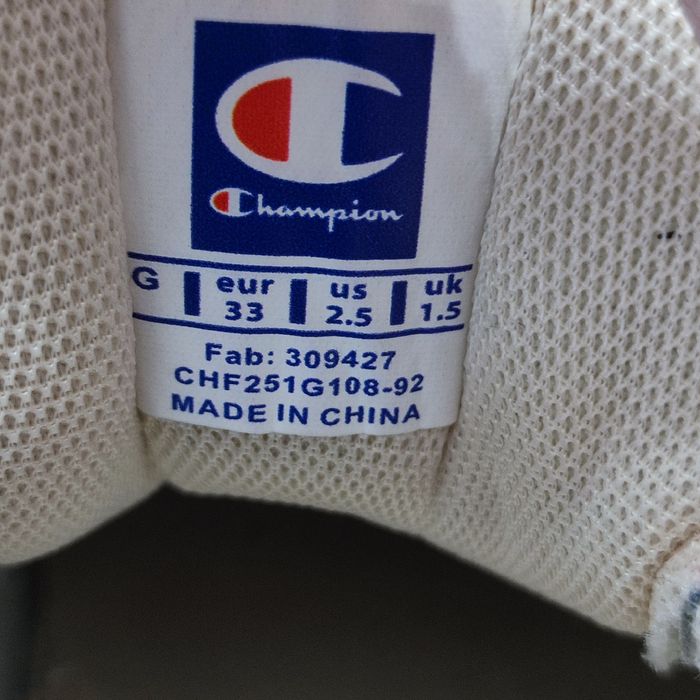 Champion
G eur us uk
33 2.5 1.5
Fab: 309427
CHF251G108-92
MADE IN CHINA